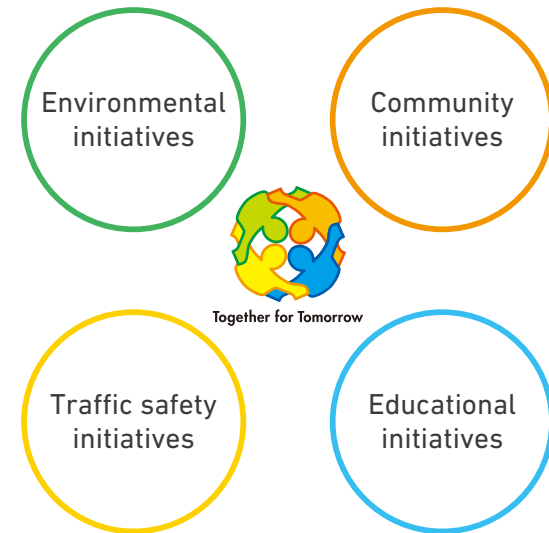 Environmental
initiatives
Community
initiatives
Together for Tomorrow
Traffic safety
initiatives
Educational
initiatives